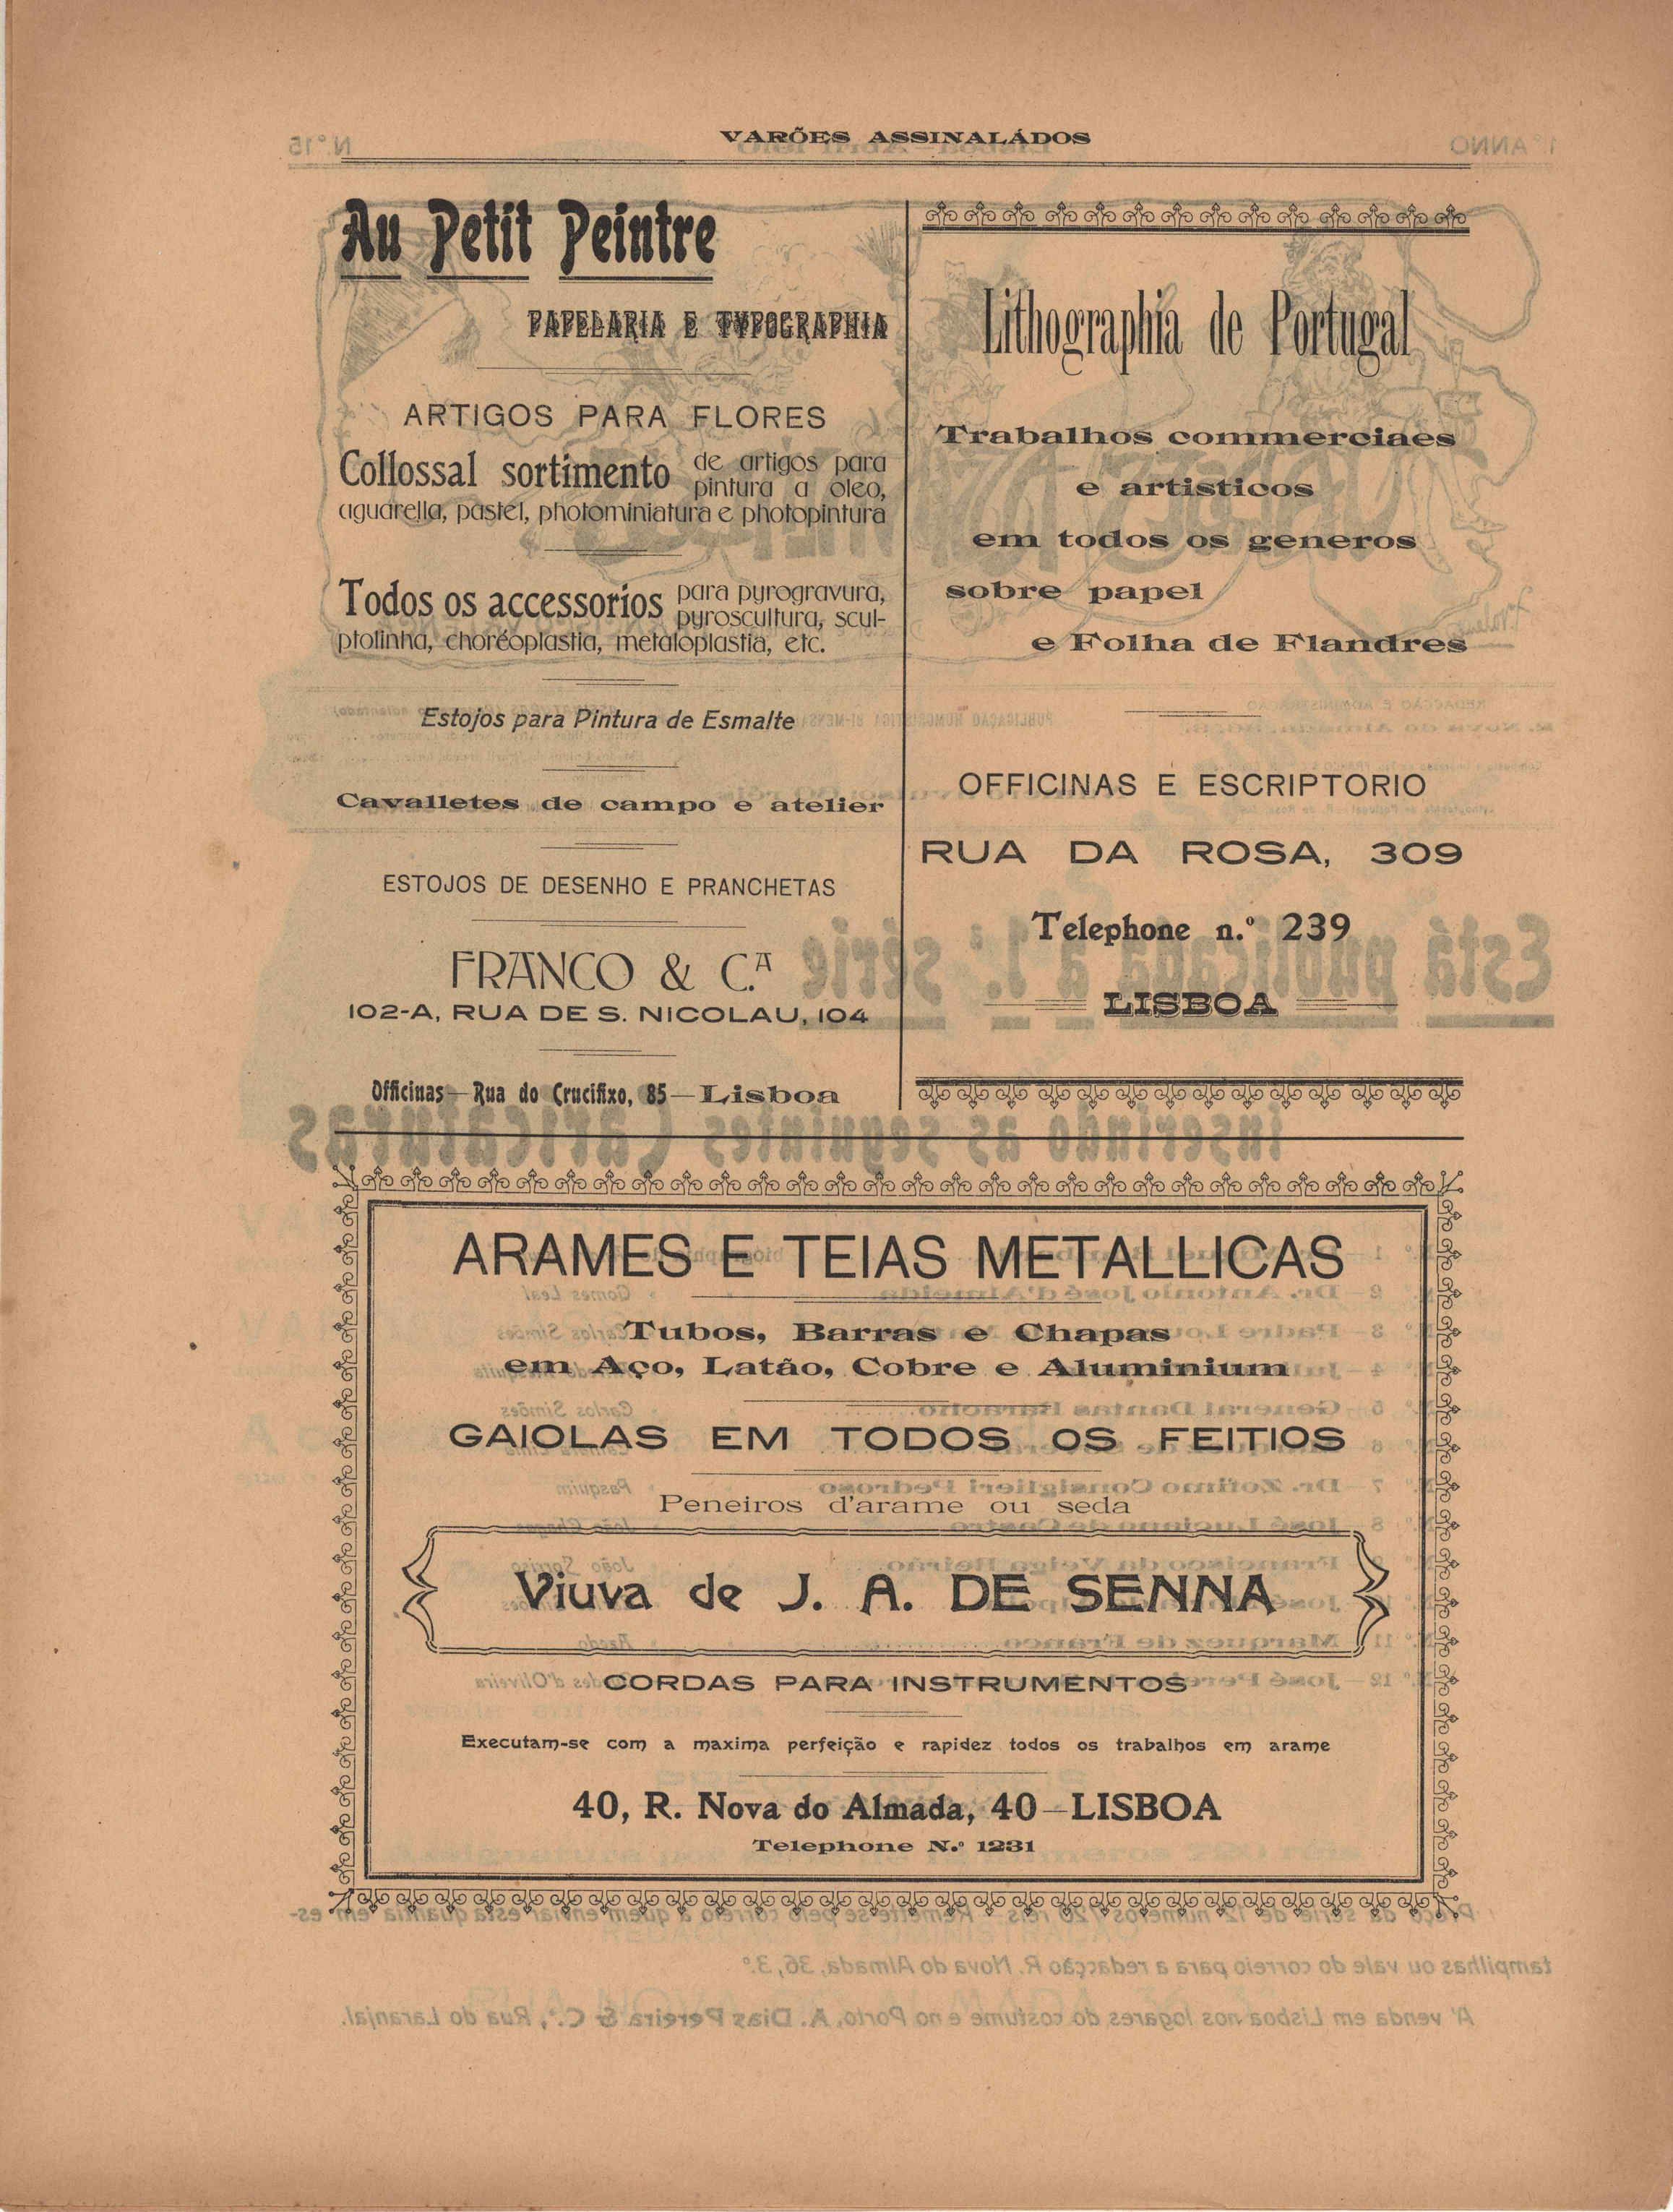 VARÕES ASSINALÁDOS
Au Petit Peintre
PAPELARIA E TYPOGRAPHIA
ARTIGOS PARA FLORES
Collossal sortimento de artigos para
pintura a oleo,
aguarella, pastel, photominiatura e photopintura
Todos os accessorios para pyrogravura,
pyroscultura, scul-
ptolinha, choréoplastia, metaloplastia, etc.
Estojos para Pintura de Esmalte
Cavalletes de campo e atelier
ESTOJOS DE DESENHO E PRANCHETAS
FRANCO & C.ᴬ
102-A, RUA DE S. NICOLAU, 104
Officinas—Rua do Crucifixo, 85—Lisboa
Lithographia de Portugal
Trabalhos commerciaes
e artisticos
em todos os generos
sobre papel
e Folha de Flandres
OFFICINAS E ESCRIPTORIO
RUA DA ROSA, 309
Telephone n.º 239
LISBOA
ARAMES E TEIAS METALLICAS
Tubos, Barras e Chapas
em Aço, Latão, Cobre e Aluminium
GAIOLAS EM TODOS OS FEITIOS
Peneiros d'arame ou seda
Viuva de J. A. DE SENNA
CORDAS PARA INSTRUMENTOS
Executam-se com a maxima perfeição e rapidez todos os trabalhos em arame
40, R. Nova do Almada, 40—LISBOA
Telephone N.º 1231